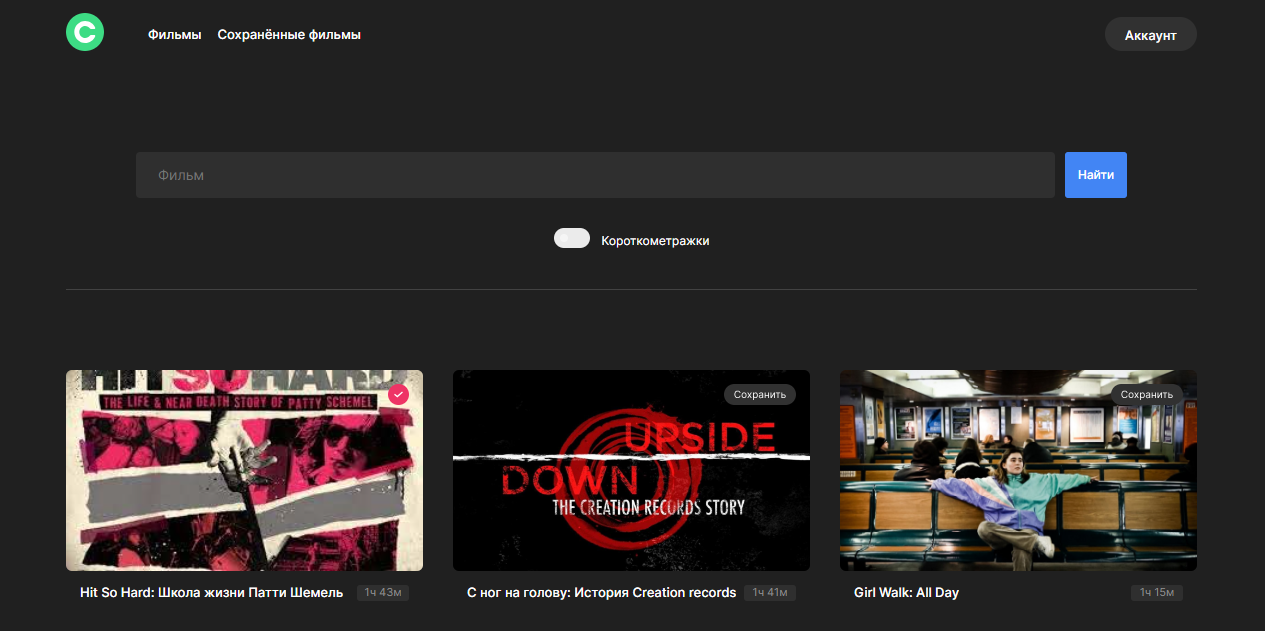 C
Фильмы Сохранённые фильмы Аккаунт
Фильм Найти
Короткометражки
HIT SO HARD
THE LIFE & NEAR DEATH STORY OF PATTY SCHEMEL
UPSIDE
DOWN
THE CREATION RECORDS STORY
Сохранить
Сохранить
Hit So Hard: Школа жизни Патти Шемель 1ч 43м
С ног на голову: История Creation records 1ч 41м
Girl Walk: All Day 1ч 15м